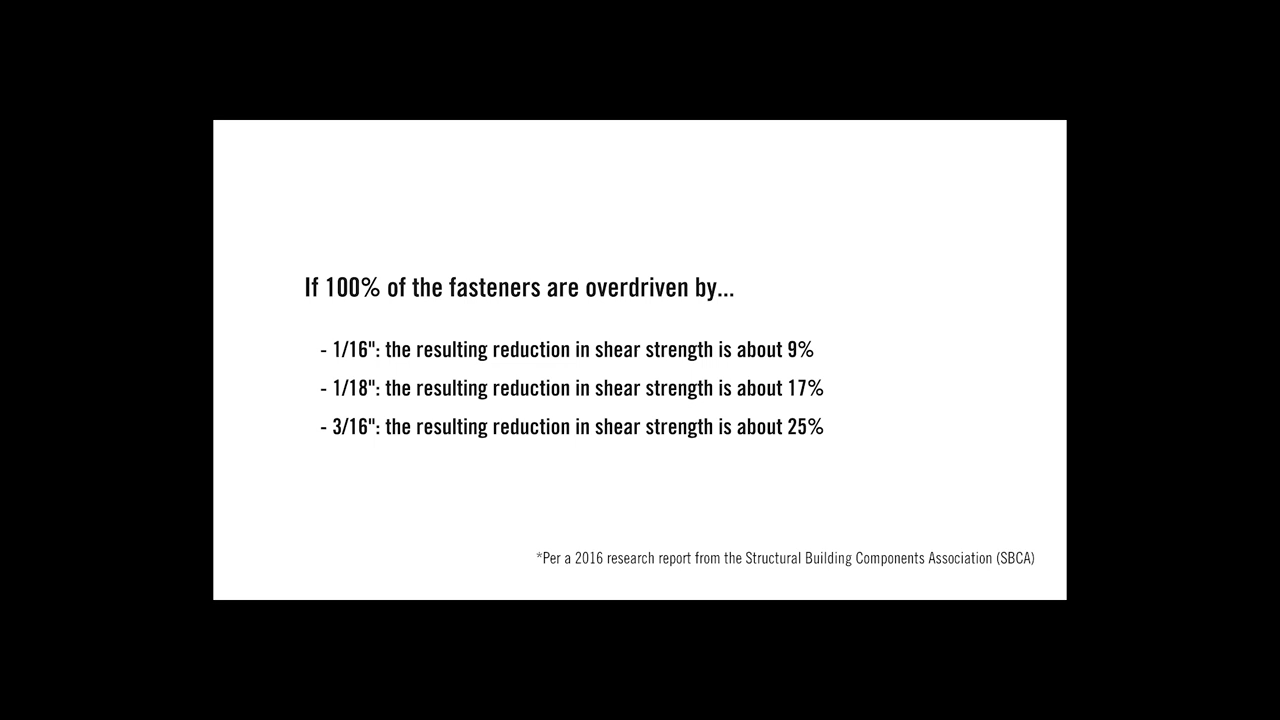 If 100% of the fasteners are overdriven by...
- 1/16": the resulting reduction in shear strength is about 9%
- 1/18": the resulting reduction in shear strength is about 17%
- 3/16": the resulting reduction in shear strength is about 25%
*Per a 2016 research report from the Structural Building Components Association (SBCA)